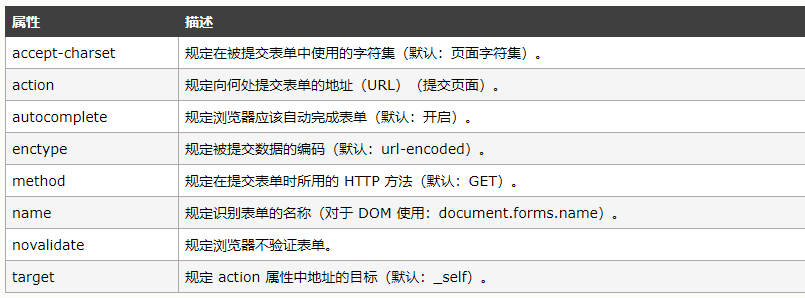 属性 描述
accept-charset 规定在被提交表单中使用的字符集（默认：页面字符集）。
action 规定向何处提交表单的地址（URL）（提交页面）。
autocomplete 规定浏览器应该自动完成表单（默认：开启）。
enctype 规定被提交数据的编码（默认：url-encoded）。
method 规定在提交表单时所用的 HTTP 方法（默认：GET）。
name 规定识别表单的名称（对于 DOM 使用：document.forms.name）。
novalidate 规定浏览器不验证表单。
target 规定 action 属性中地址的目标（默认：_self）。